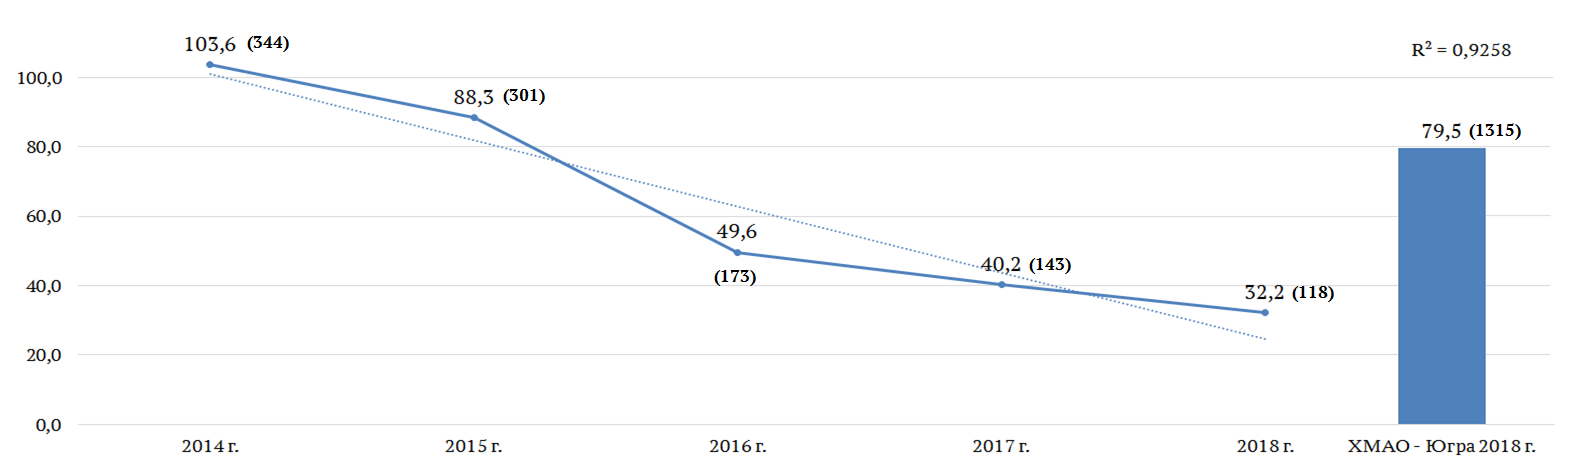 103,6 (344)
R² = 0,9258
100,0
88,3 (301)
79,5 (1315)
80,0
60,0
49,6
(173)
40,2 (143)
40,0
32,2 (118)
20,0
0,0
2014 г.
2015 г.
2016 г.
2017 г.
2018 г.
ХМАО - Югра 2018 г.